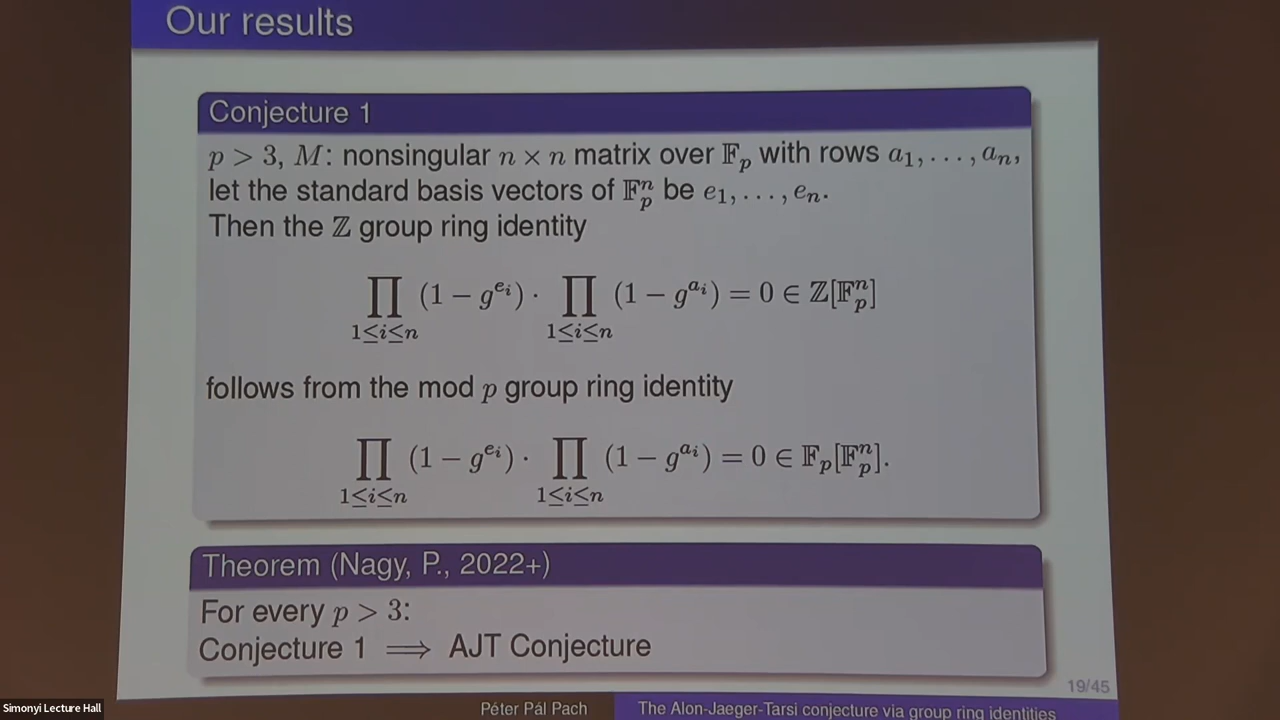 Our results
Conjecture 1
p > 3, M: nonsingular n × n matrix over 𝔽_p with rows a_1, . . . , a_n,
let the standard basis vectors of 𝔽_p^n be e_1, . . . , e_n.
Then the ℤ group ring identity
∏_{1≤i≤n} (1 − g^{e_i}) · ∏_{1≤i≤n} (1 − g^{a_i}) = 0 ∈ ℤ[𝔽_p^n]
follows from the mod p group ring identity
∏_{1≤i≤n} (1 − g^{e_i}) · ∏_{1≤i≤n} (1 − g^{a_i}) = 0 ∈ 𝔽_p[𝔽_p^n].
Theorem (Nagy, P., 2022+)
For every p > 3:
Conjecture 1 ⟹ AJT Conjecture
19/45
Simonyi Lecture Hall
Péter Pál Pach
The Alon-Jaeger-Tarsi conjecture via group ring identities